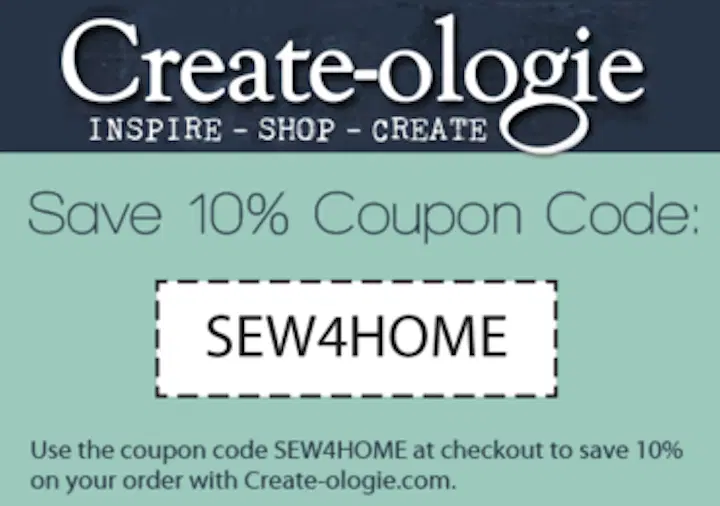 Create-ologie
INSPIRE - SHOP - CREATE
Save 10% Coupon Code:
SEW4HOME
Use the coupon code SEW4HOME at checkout to save 10%
on your order with Create-ologie.com.